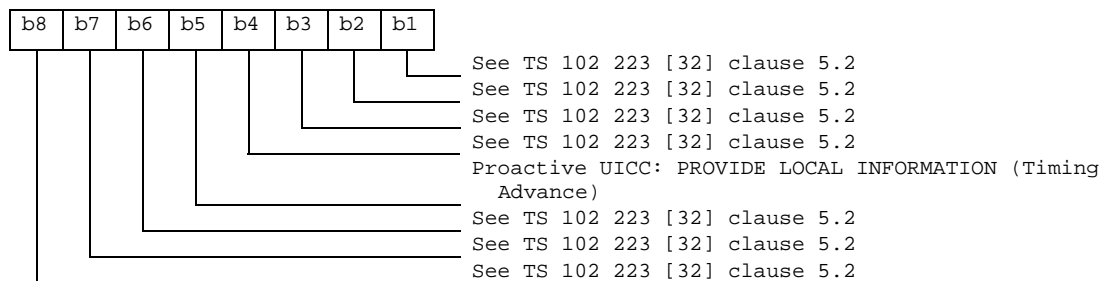 b8 b7 b6 b5 b4 b3 b2 b1
See TS 102 223 [32] clause 5.2
See TS 102 223 [32] clause 5.2
See TS 102 223 [32] clause 5.2
See TS 102 223 [32] clause 5.2
Proactive UICC: PROVIDE LOCAL INFORMATION (Timing
Advance)
See TS 102 223 [32] clause 5.2
See TS 102 223 [32] clause 5.2
See TS 102 223 [32] clause 5.2